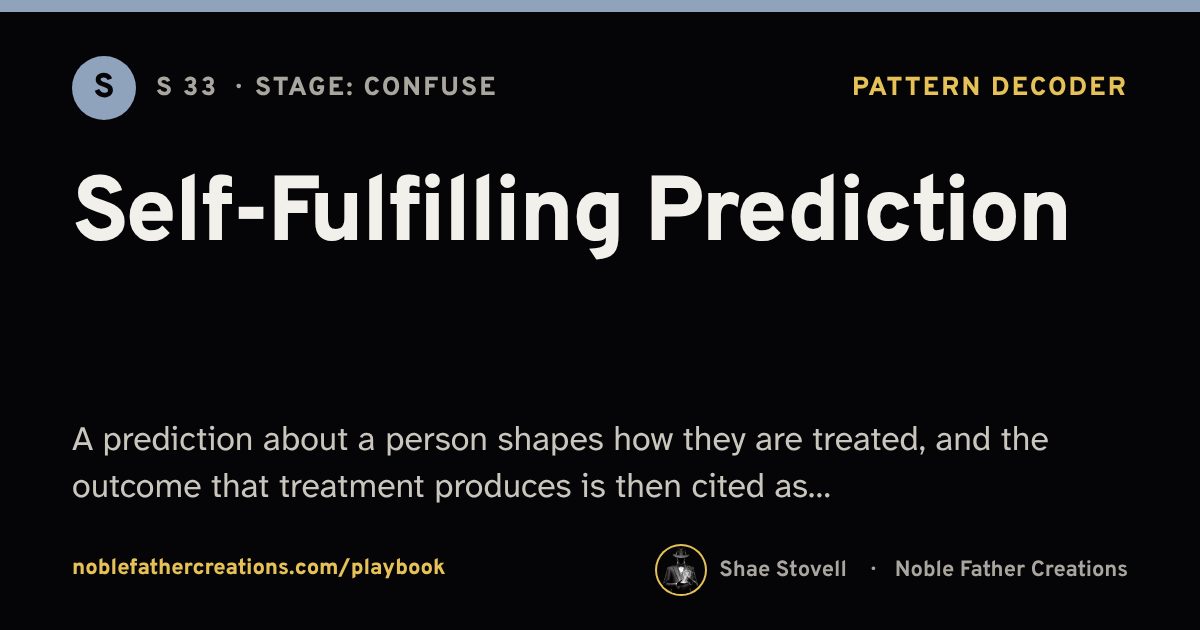 S
S 33 · STAGE: CONFUSE
PATTERN DECODER
Self-Fulfilling Prediction
A prediction about a person shapes how they are treated, and the
outcome that treatment produces is then cited as...
noblefathercreations.com/playbook
Shae Stovell · Noble Father Creations